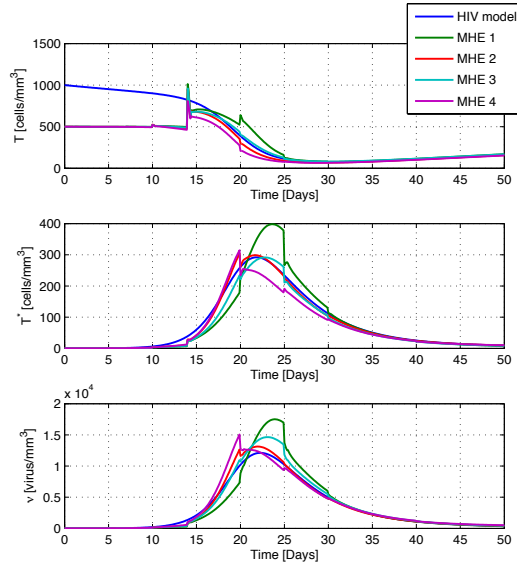 HIV model
MHE 1
MHE 2
MHE 3
MHE 4
1500
1000
500
0
T [cells/mm³]
0 5 10 15 20 25 30 35 40 45 50
Time [Days]
400
300
200
100
0
T* [cells/mm³]
0 5 10 15 20 25 30 35 40 45 50
Time [Days]
x 10⁴
2
1.5
1
0.5
0
ν [virus/mm³]
0 5 10 15 20 25 30 35 40 45 50
Time [Days]